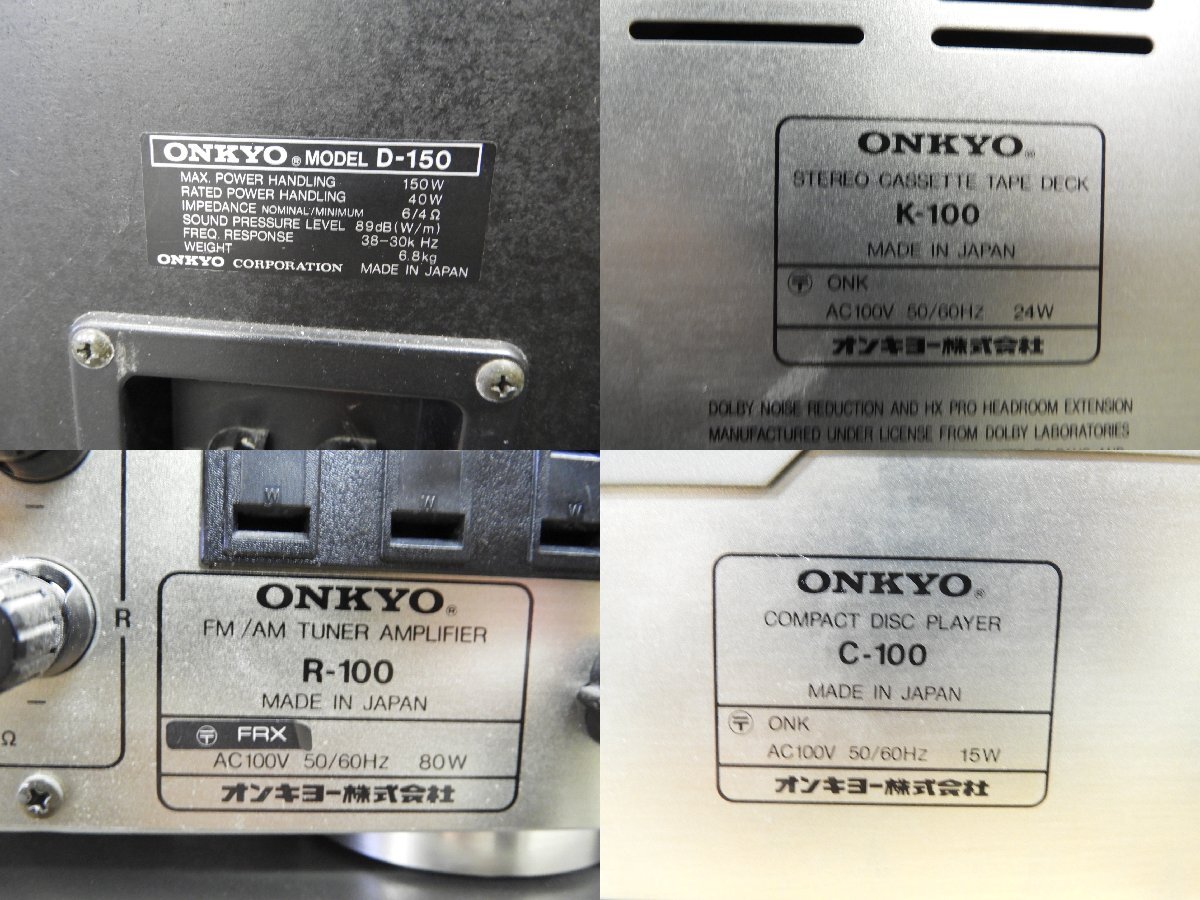 ONKYO® MODEL D-150
MAX. POWER HANDLING 150W
RATED POWER HANDLING 40W
IMPEDANCE NOMINAL/MINIMUM 6/4Ω
SOUND PRESSURE LEVEL 89dB(W/m)
FREQ. RESPONSE 38-30k Hz
WEIGHT 6.8kg
ONKYO CORPORATION MADE IN JAPAN
ONKYO®
STEREO CASSETTE TAPE DECK
K-100
MADE IN JAPAN
〒 ONK
AC100V 50/60Hz 24W
オンキヨー株式会社
DOLBY NOISE REDUCTION AND HX PRO HEADROOM EXTENSION
MANUFACTURED UNDER LICENSE FROM DOLBY LABORATORIES
W W W
R
Ω
ONKYO®
FM/AM TUNER AMPLIFIER
R-100
MADE IN JAPAN
〒 FRX
AC100V 50/60Hz 80W
オンキヨー株式会社
ONKYO®
COMPACT DISC PLAYER
C-100
MADE IN JAPAN
〒 ONK
AC100V 50/60Hz 15W
オンキヨー株式会社